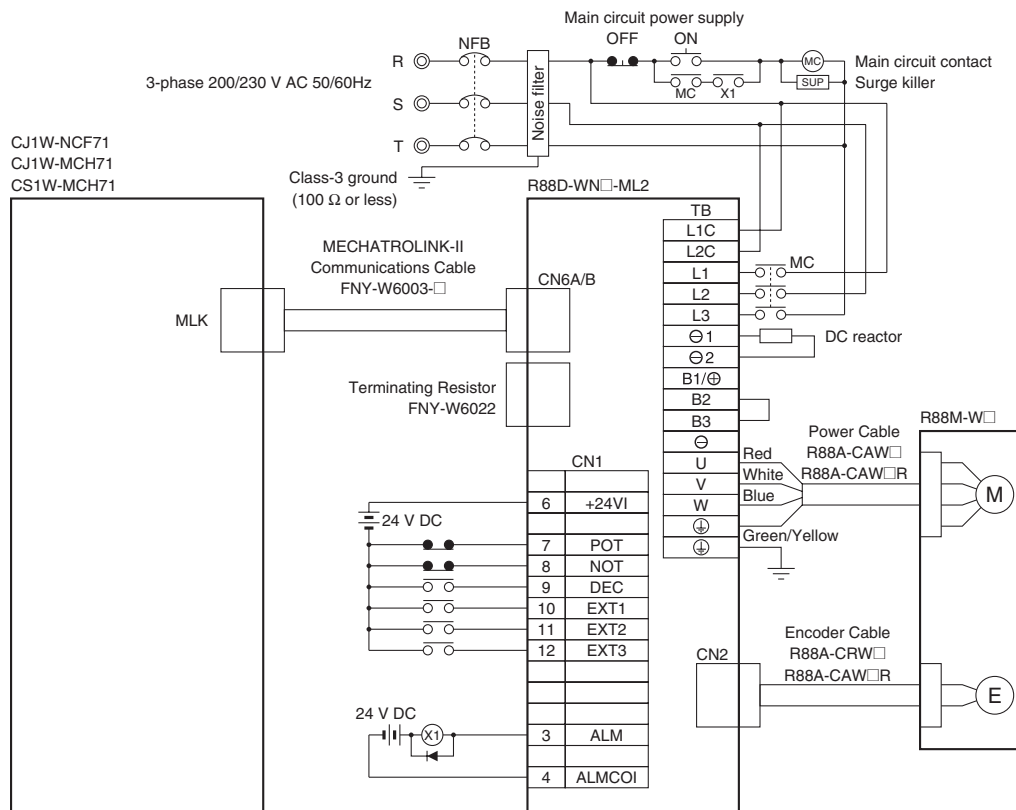 Main circuit power supply
OFF ON
NFB
R
MC
Main circuit contact
3-phase 200/230 V AC 50/60Hz
MC X1
SUP
Surge killer
S
Noise filter
T
CJ1W-NCF71
CJ1W-MCH71
CS1W-MCH71
Class-3 ground
(100 Ω or less)
R88D-WN□-ML2
TB
L1C
L2C
L1
MC
L2
L3
⊖ 1
DC reactor
⊖ 2
B1/⊕
B2
B3
⊖
U
V
W
MECHATROLINK-II
Communications Cable
FNY-W6003-□
CN6A/B
MLK
Terminating Resistor
FNY-W6022
R88M-W□
Power Cable
R88A-CAW□
R88A-CAW□R
Red
White
Blue
Green/Yellow
M
CN1
6 +24VI
24 V DC
7 POT
8 NOT
9 DEC
10 EXT1
11 EXT2
12 EXT3
CN2
Encoder Cable
R88A-CRW□
R88A-CAW□R
E
24 V DC
X1
3 ALM
4 ALMCOI